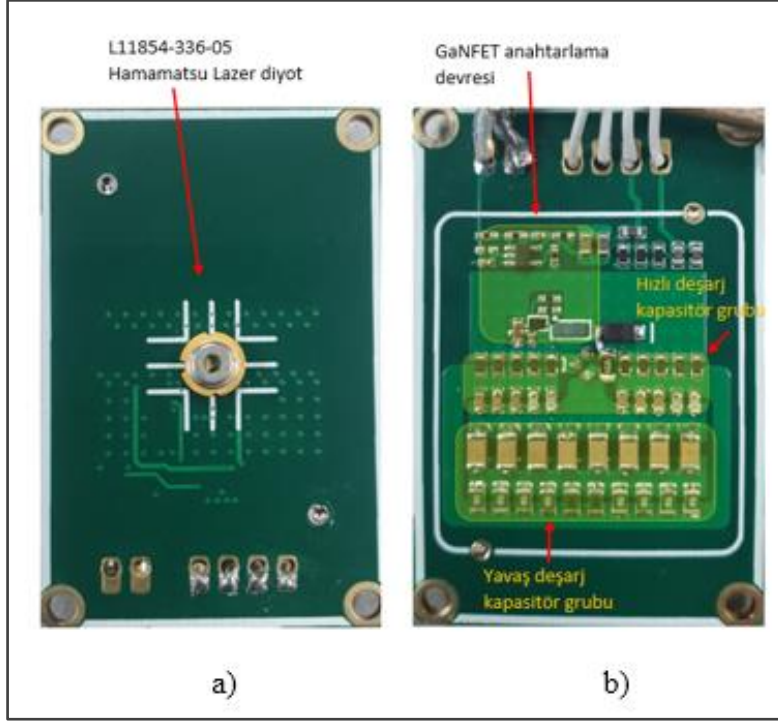 L11854-336-05
Hamamatsu Lazer diyot
GaNFET anahtarlama
devresi
Hızlı deşarj
kapasitör grubu
Yavaş deşarj
kapasitör grubu
a)
b)